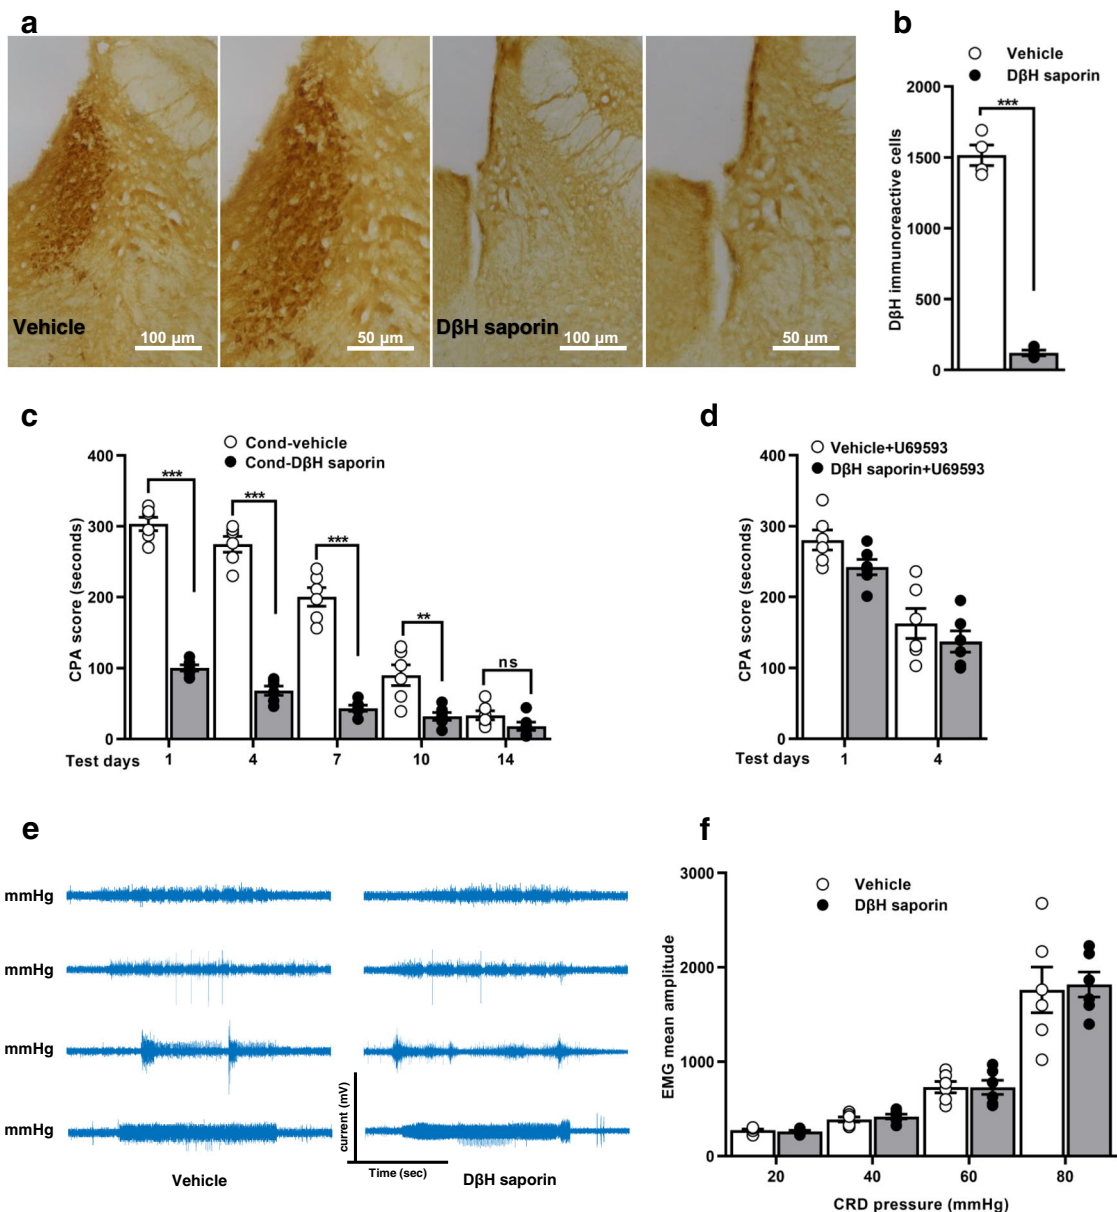 a
Vehicle
100 µm
50 µm
DβH saporin
100 µm
50 µm
b
Vehicle
DβH saporin
DβH immunoreactive cells
2000
1500
1000
500
0
***
c
Cond-vehicle
Cond-DβH saporin
CPA score (seconds)
400
300
200
100
0
***
***
***
**
ns
Test days 1 4 7 10 14
d
Vehicle+U69593
DβH saporin+U69593
CPA score (seconds)
400
300
200
100
0
Test days 1 4
e
mmHg
mmHg
mmHg
mmHg
current (mV)
Time (sec)
Vehicle
DβH saporin
f
Vehicle
DβH saporin
EMG mean amplitude
3000
2000
1000
0
20 40 60 80
CRD pressure (mmHg)